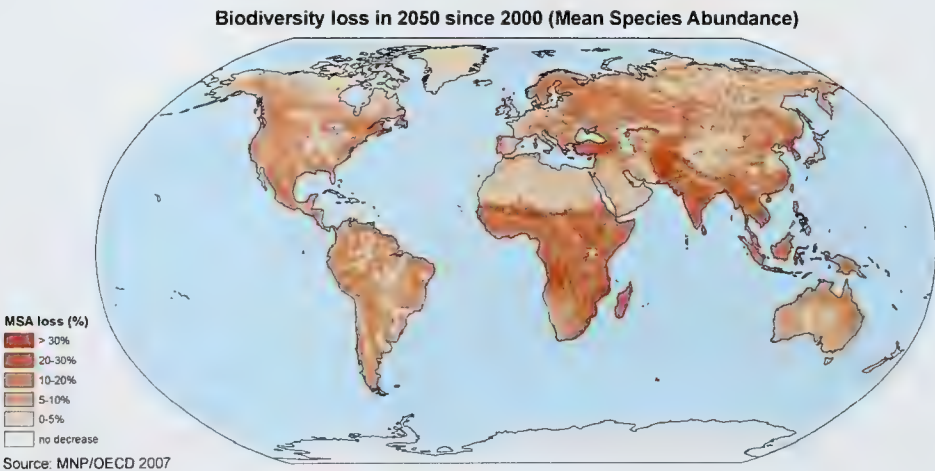 Biodiversity loss in 2050 since 2000 (Mean Species Abundance)
MSA loss (%)
> 30%
20-30%
10-20%
5-10%
0-5%
no decrease
Source: MNP/OECD 2007